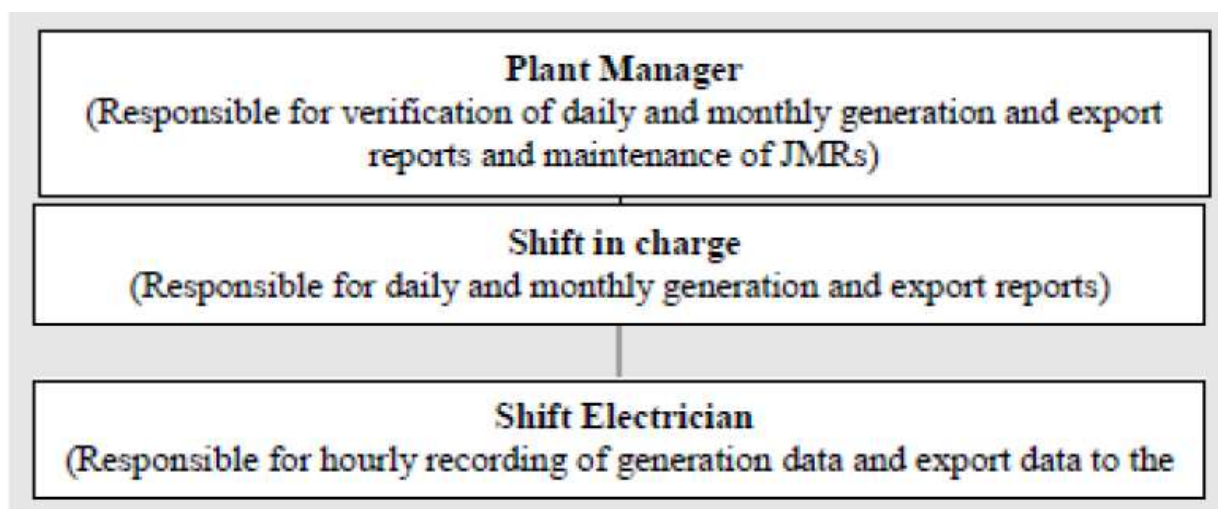 Plant Manager
(Responsible for verification of daily and monthly generation and export
reports and maintenance of JMRs)
Shift in charge
(Responsible for daily and monthly generation and export reports)
Shift Electrician
(Responsible for hourly recording of generation data and export data to the